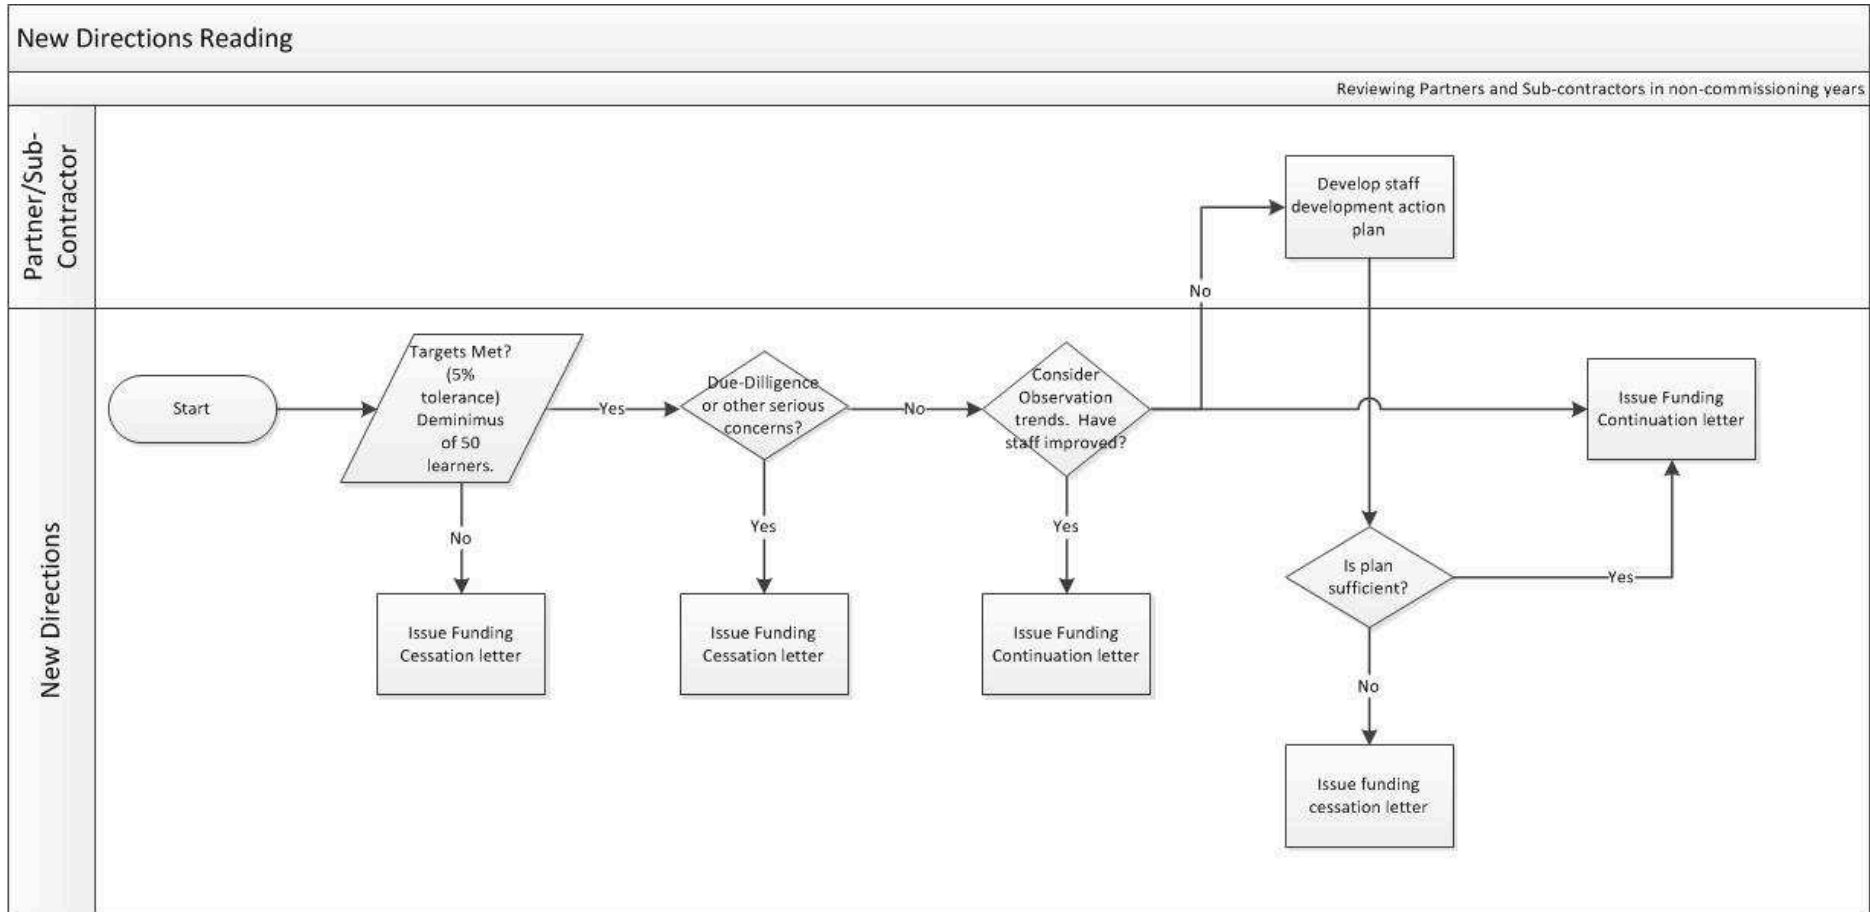 New Directions Reading
Reviewing Partners and Sub-contractors in non-commissioning years
Partner/Sub-
Contractor
Develop staff
development action
plan
No
New Directions
Start
Targets Met?
(5%
tolerance)
Deminimus
of 50
learners.
Yes
Due-Dilligence
or other serious
concerns?
No
Consider
Observation
trends. Have
staff improved?
Issue Funding
Continuation letter
No
Yes
Yes
Is plan
sufficient?
Yes
Issue Funding
Cessation letter
Issue Funding
Cessation letter
Issue Funding
Continuation letter
No
Issue funding
cessation letter